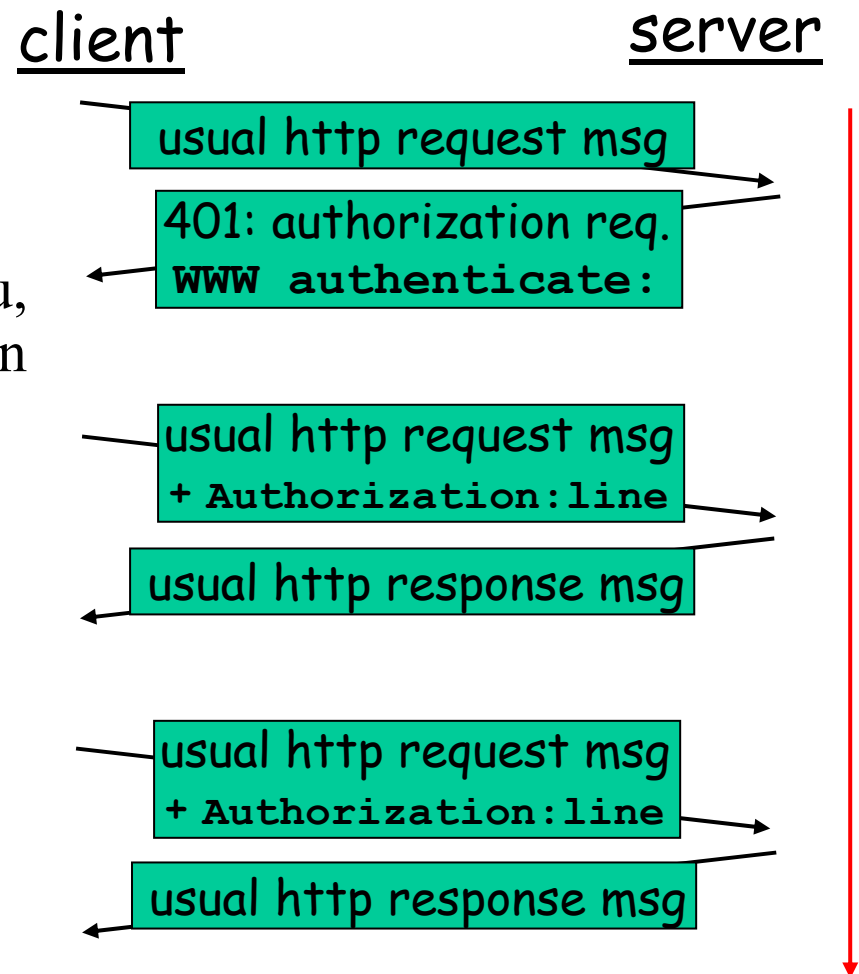 client
server
usual http request msg
401: authorization req.
WWW authenticate:
usual http request msg
+ Authorization:line
usual http response msg
usual http request msg
+ Authorization:line
usual http response msg